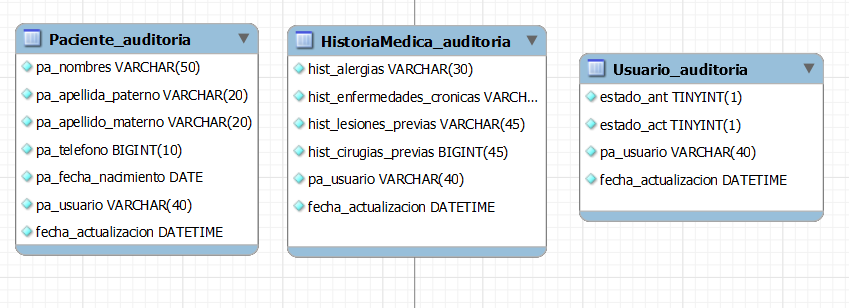 Paciente_auditoria
pa_nombres VARCHAR(50)
pa_apellida_paterno VARCHAR(20)
pa_apellido_materno VARCHAR(20)
pa_telefono BIGINT(10)
pa_fecha_nacimiento DATE
pa_usuario VARCHAR(40)
fecha_actualizacion DATETIME
HistoriaMedica_auditoria
hist_alergias VARCHAR(30)
hist_enfermedades_cronicas VARCH...
hist_lesiones_previas VARCHAR(45)
hist_cirugias_previas BIGINT(45)
pa_usuario VARCHAR(40)
fecha_actualizacion DATETIME
Usuario_auditoria
estado_ant TINYINT(1)
estado_act TINYINT(1)
pa_usuario VARCHAR(40)
fecha_actualizacion DATETIME